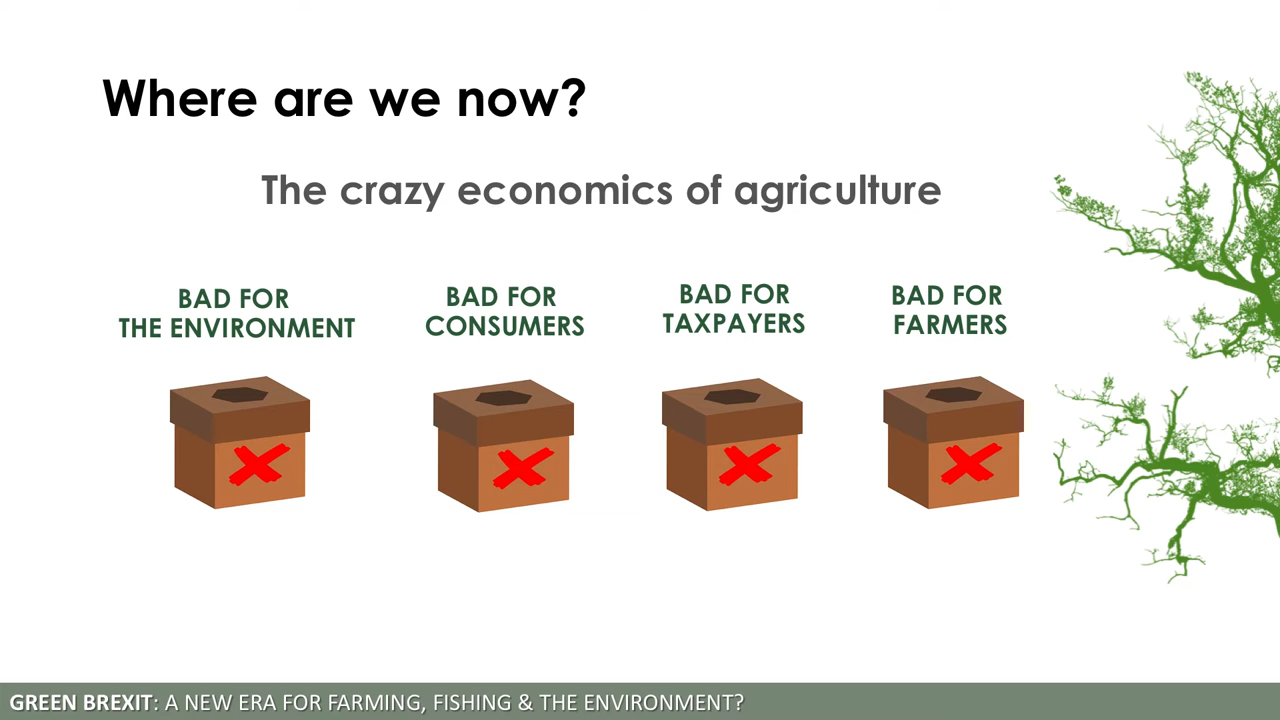 Where are we now?
The crazy economics of agriculture
BAD FOR
THE ENVIRONMENT
BAD FOR
CONSUMERS
BAD FOR
TAXPAYERS
BAD FOR
FARMERS
GREEN BREXIT: A NEW ERA FOR FARMING, FISHING & THE ENVIRONMENT?